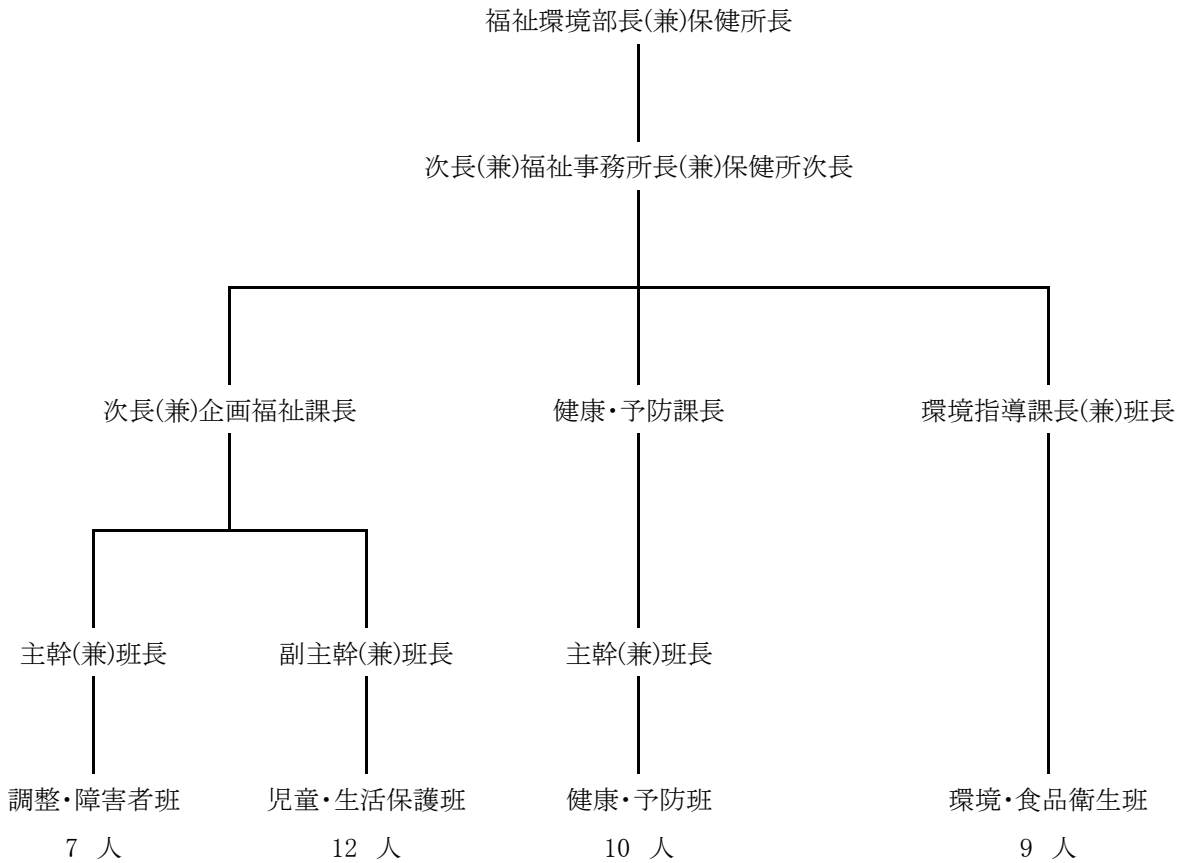 福祉環境部長(兼)保健所長
次長(兼)福祉事務所長(兼)保健所次長
次長(兼)企画福祉課長
健康・予防課長
環境指導課長(兼)班長
主幹(兼)班長
副主幹(兼)班長
主幹(兼)班長
調整・障害者班
児童・生活保護班
健康・予防班
環境・食品衛生班
7 人
12 人
10 人
9 人